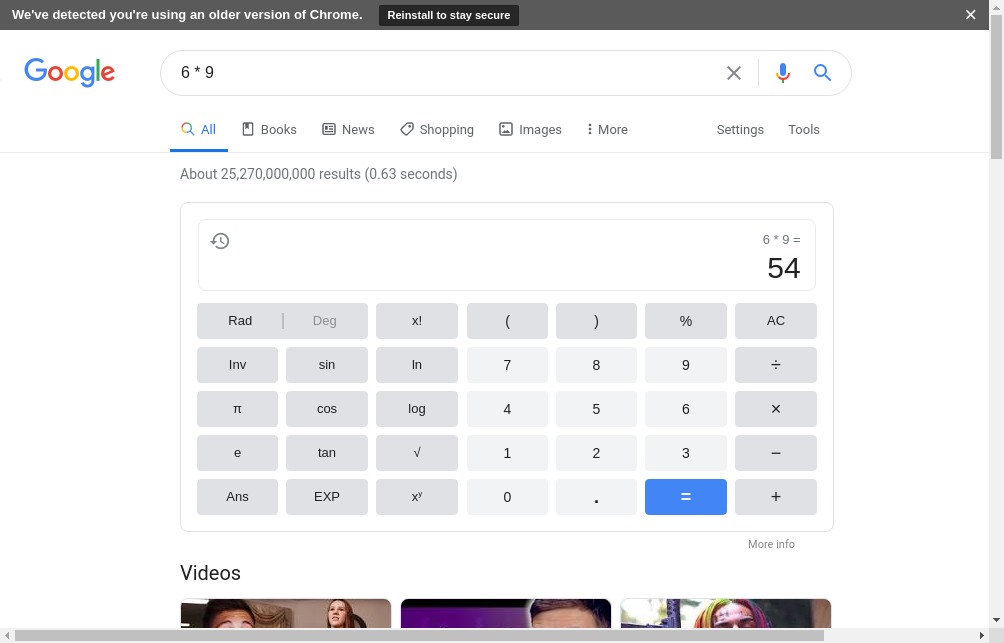 We've detected you're using an older version of Chrome. Reinstall to stay secure
Google
6 * 9
All Books News Shopping Images More Settings Tools
About 25,270,000,000 results (0.63 seconds)
6 * 9 =
54
Rad Deg x! ( ) % AC
Inv sin ln 7 8 9 ÷
π cos log 4 5 6 ×
e tan √ 1 2 3 −
Ans EXP xʸ 0 . = +
More info
Videos